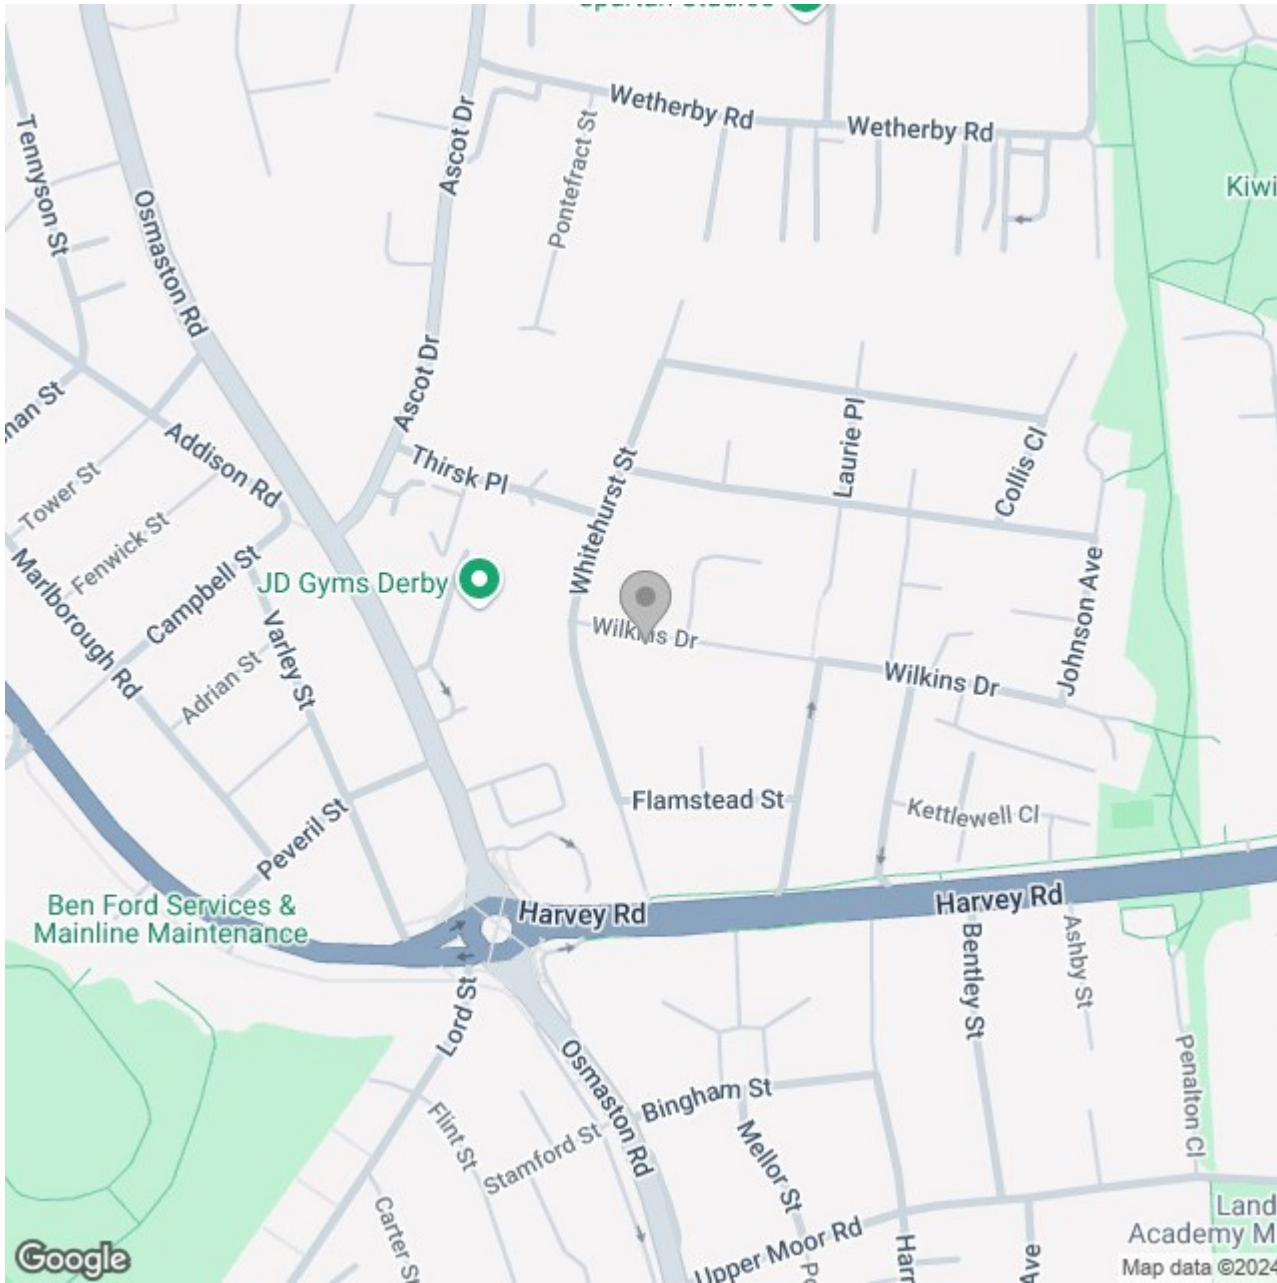 Wetherby Rd
Wetherby Rd
Tennyson St
Ascot Dr
Pontefract St
Kiwi
Osmaston Rd
Ascot Dr
Laurie Pl
Collis Cl
Addison Rd
Thirsk Pl
Whitehurst St
Tower St
Fenwick St
Marlborough Rd
Campbell St
JD Gyms Derby
Johnson Ave
Varley St
Adrian St
Wilkins Dr
Wilkins Dr
Flamstead St
Kettlewell Cl
Peveril St
Ben Ford Services &
Mainline Maintenance
Harvey Rd
Harvey Rd
Bentley St
Ashby St
Lord St
Osmaston Rd
Penalton Cl
Bingham St
Flint St
Stamford St
Mellor St
Carter St
Upper Moor Rd
Land
Academy M
Google
Map data ©2024